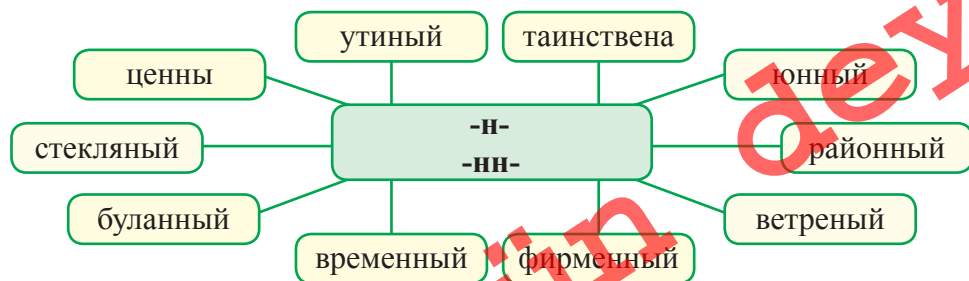 утиный
таинствена
ценны
юнный
-н-
-нн-
стекляный
районный
буланный
ветреный
временный
фирменный